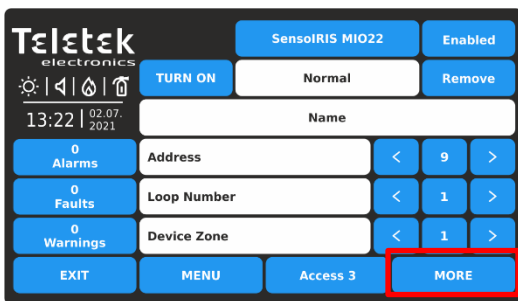 Teletek
electronics
SensoIRIS MIO22
Enabled
TURN ON
Normal
Remove
13:22 | 02.07.
2021
Name
0
Alarms
Address
<
9
>
0
Faults
Loop Number
<
1
>
0
Warnings
Device Zone
<
1
>
EXIT
MENU
Access 3
MORE